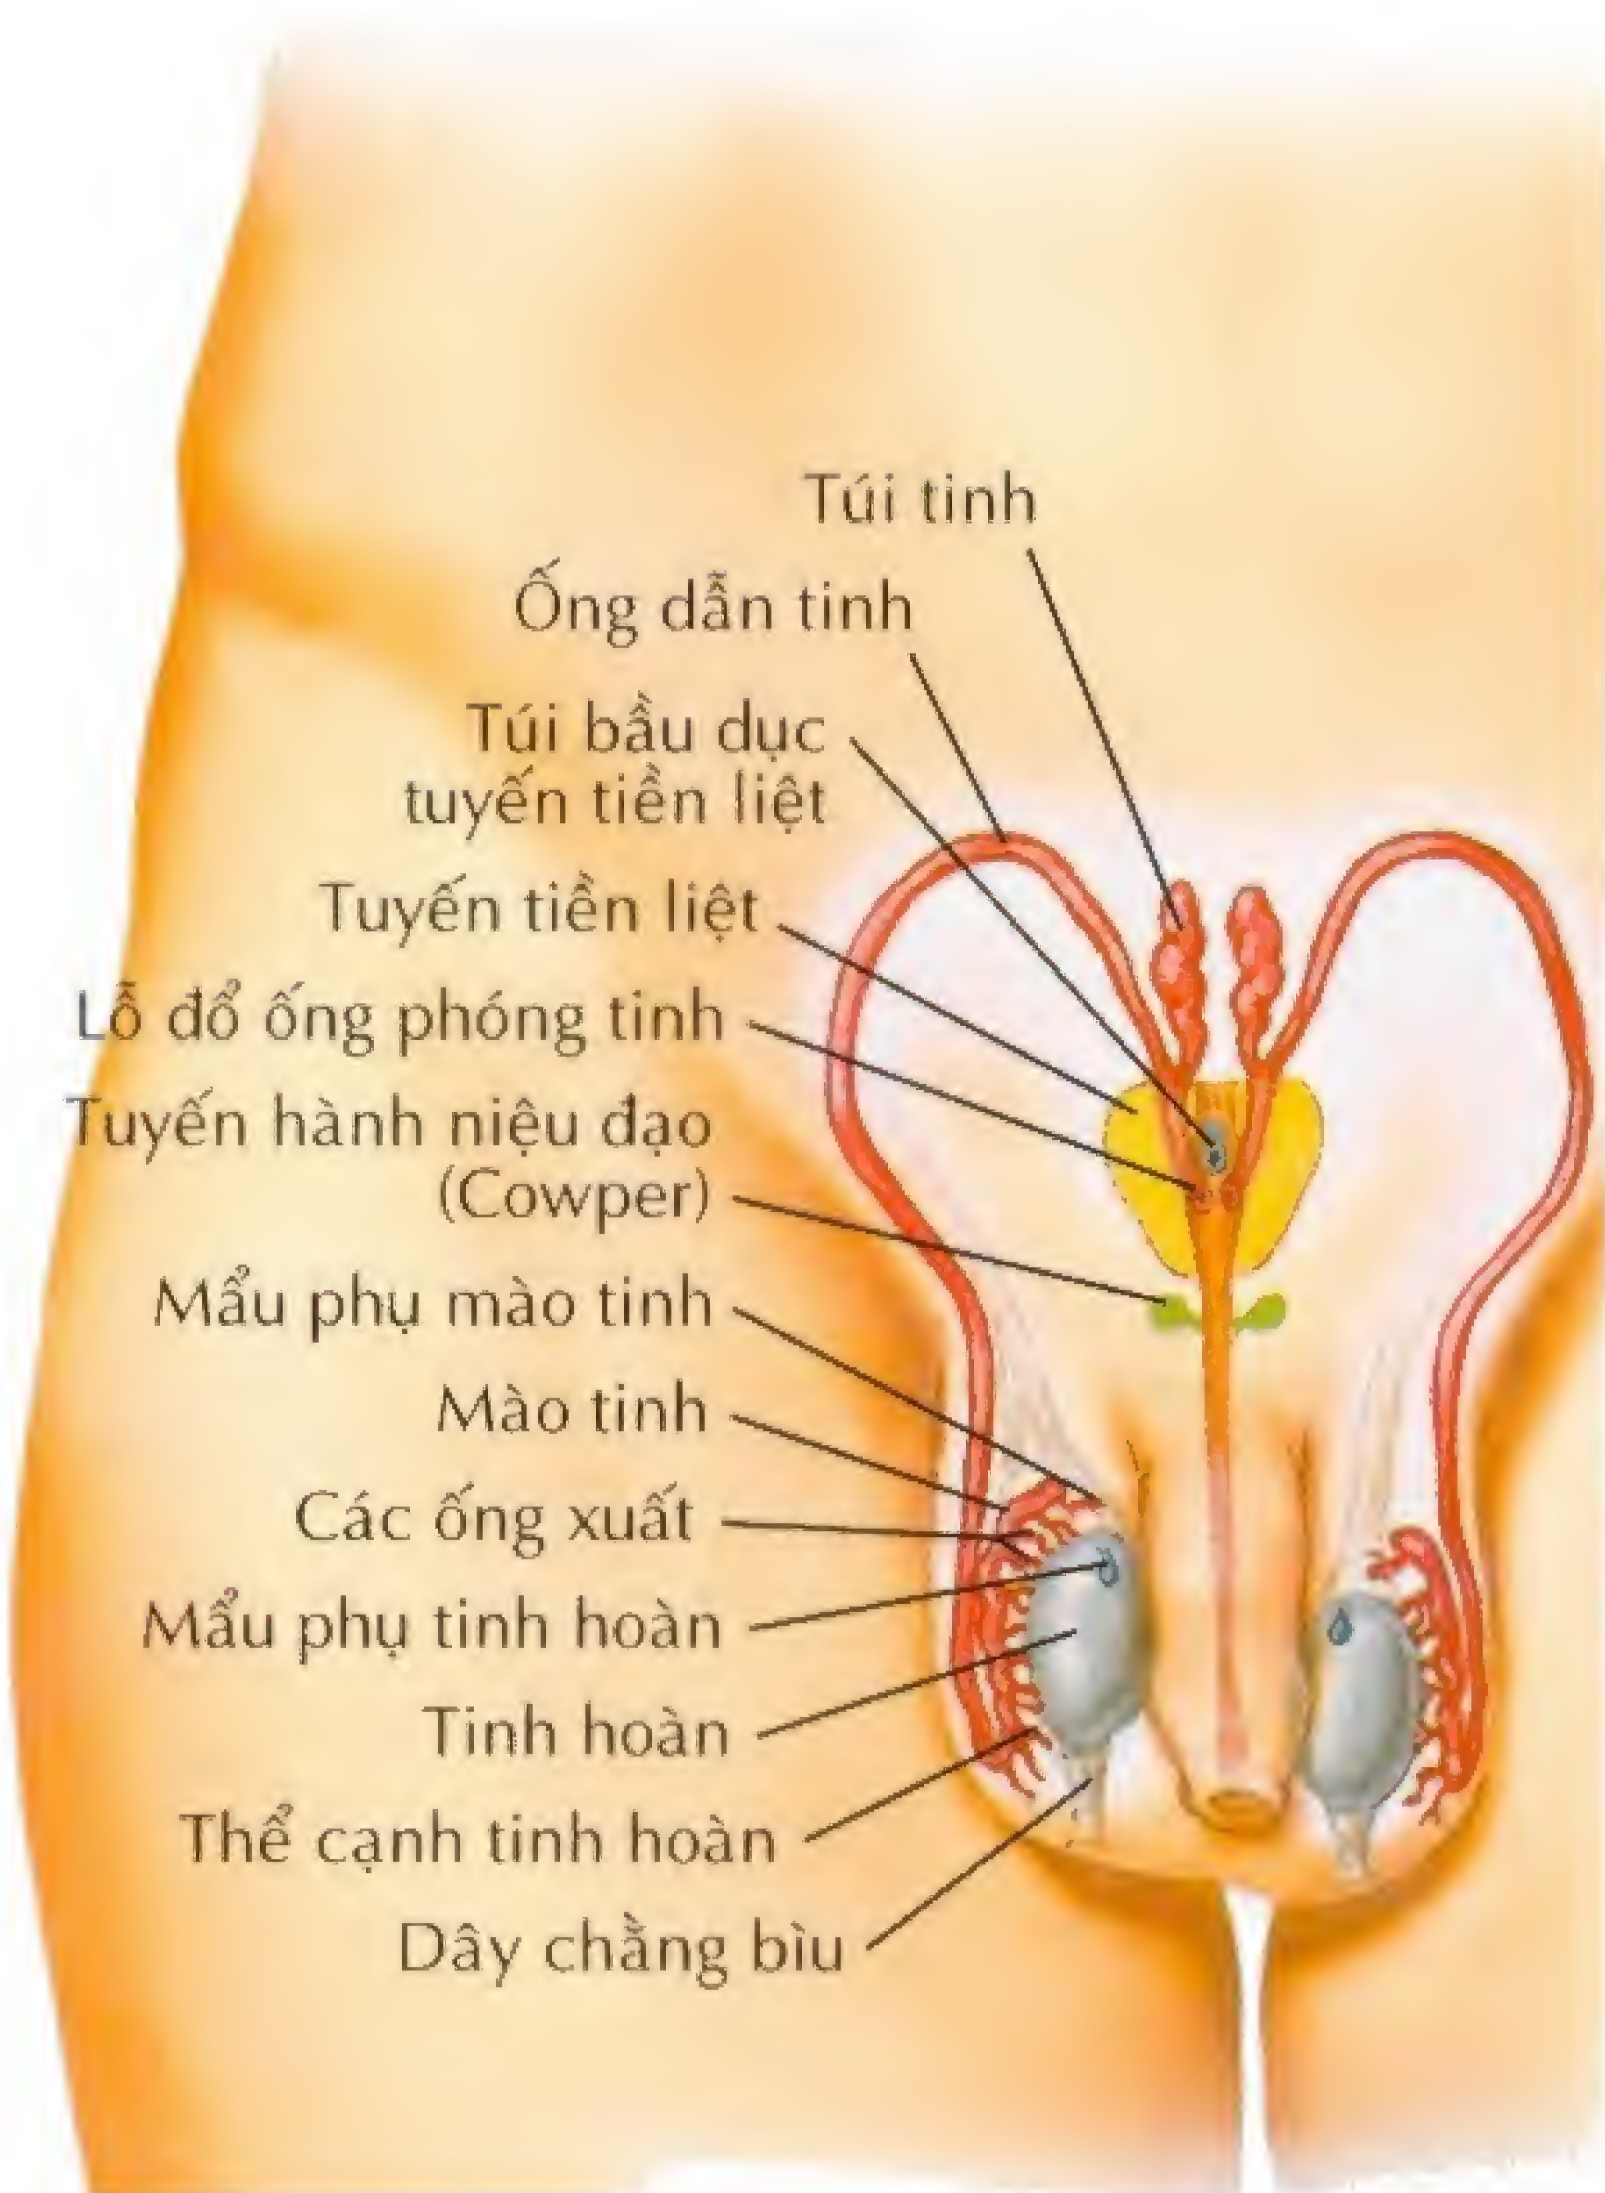 Túi tinh
Ống dẫn tinh
Túi bầu dục
tuyến tiền liệt
Tuyến tiền liệt
Lỗ đổ ống phóng tinh
Tuyến hành niệu đạo
(Cowper)
Mẩu phụ mào tinh
Mào tinh
Các ống xuất
Mẩu phụ tinh hoàn
Tinh hoàn
Thể cạnh tinh hoàn
Dây chằng bìu